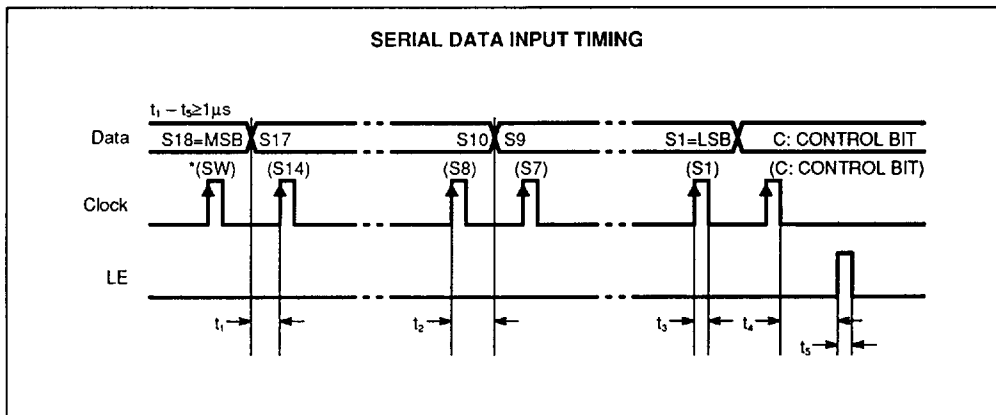 SERIAL DATA INPUT TIMING
t₁ – t₅≥1µs
Data S18=MSB S17 S10 S9 S1=LSB C: CONTROL BIT
*(SW) (S14) (S8) (S7) (S1) (C: CONTROL BIT)
Clock
LE
t₁ t₂ t₃ t₄
t₅